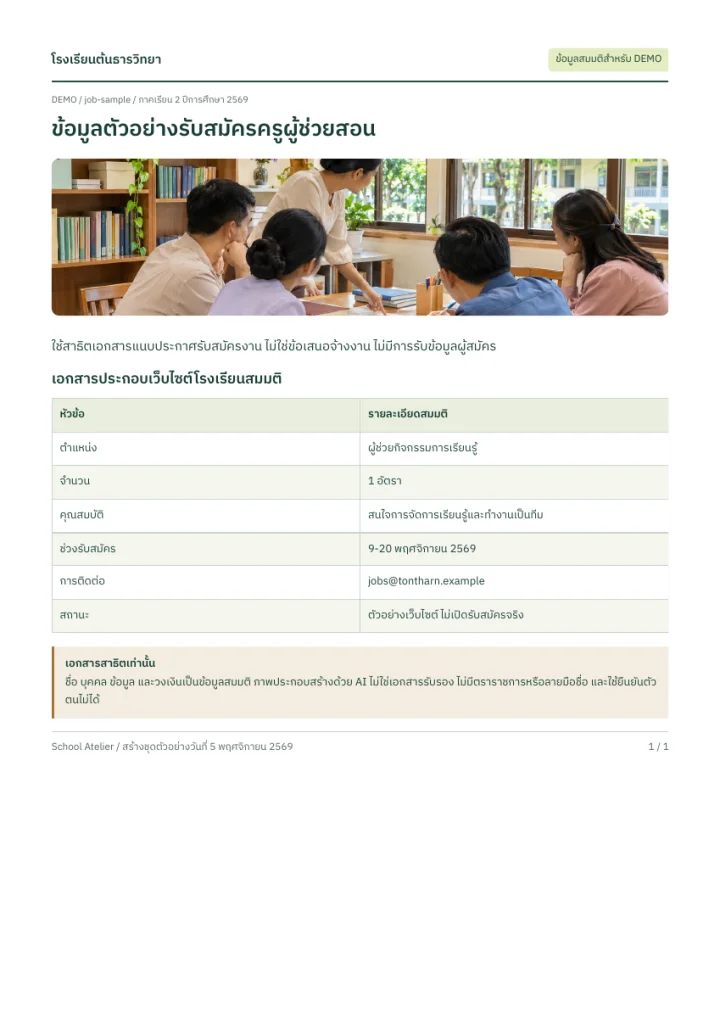 โรงเรียนต้นธารวิทยา
ข้อมูลสมมติสำหรับ DEMO
DEMO / job-sample / ภาคเรียน 2 ปีการศึกษา 2569
ข้อมูลตัวอย่างรับสมัครครูผู้ช่วยสอน
ใช้สาธิตเอกสารแนบประกาศรับสมัครงาน ไม่ใช่ข้อเสนอจ้างงาน ไม่มีการรับข้อมูลผู้สมัคร
เอกสารประกอบเว็บไซต์โรงเรียนสมมติ
หัวข้อ รายละเอียดสมมติ
ตำแหน่ง ผู้ช่วยกิจกรรมการเรียนรู้
จำนวน 1 อัตรา
คุณสมบัติ สนใจการจัดการเรียนรู้และทำงานเป็นทีม
ช่วงรับสมัคร 9-20 พฤศจิกายน 2569
การติดต่อ jobs@tontharn.example
สถานะ ตัวอย่างเว็บไซต์ ไม่เปิดรับสมัครจริง
เอกสารสาธิตเท่านั้น
ชื่อ บุคคล ข้อมูล และวงเงินเป็นข้อมูลสมมติ ภาพประกอบสร้างด้วย AI ไม่ใช่เอกสารรับรอง ไม่มีตราราชการหรือลายมือชื่อ และใช้ยืนยันตัว
ตนไม่ได้
School Atelier / สร้างชุดตัวอย่างวันที่ 5 พฤศจิกายน 2569
1 / 1